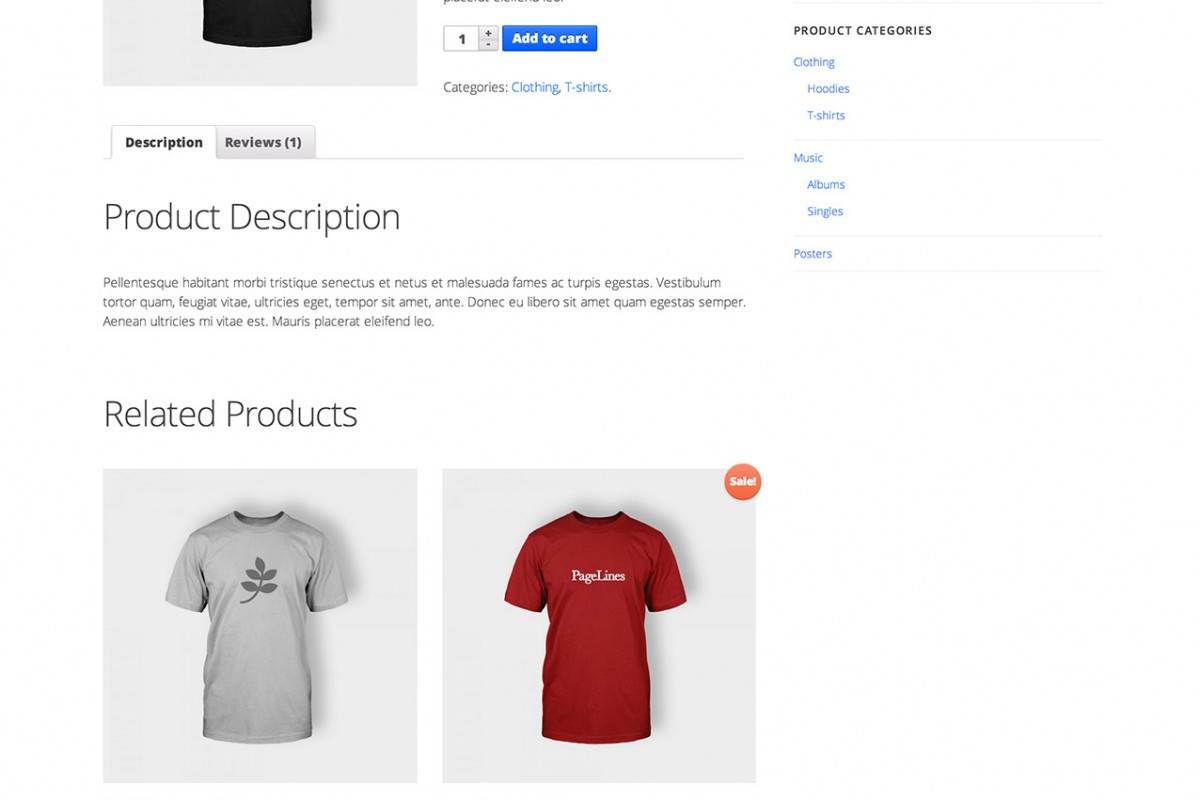 placerat eleifend leo.
1
+
-
Add to cart
Categories: Clothing, T-shirts.
Description
Reviews (1)
Product Description
Pellentesque habitant morbi tristique senectus et netus et malesuada fames ac turpis egestas. Vestibulum
tortor quam, feugiat vitae, ultricies eget, tempor sit amet, ante. Donec eu libero sit amet quam egestas semper.
Aenean ultricies mi vitae est. Mauris placerat eleifend leo.
Related Products
Sale!
PageLines
PRODUCT CATEGORIES
Clothing
Hoodies
T-shirts
Music
Albums
Singles
Posters